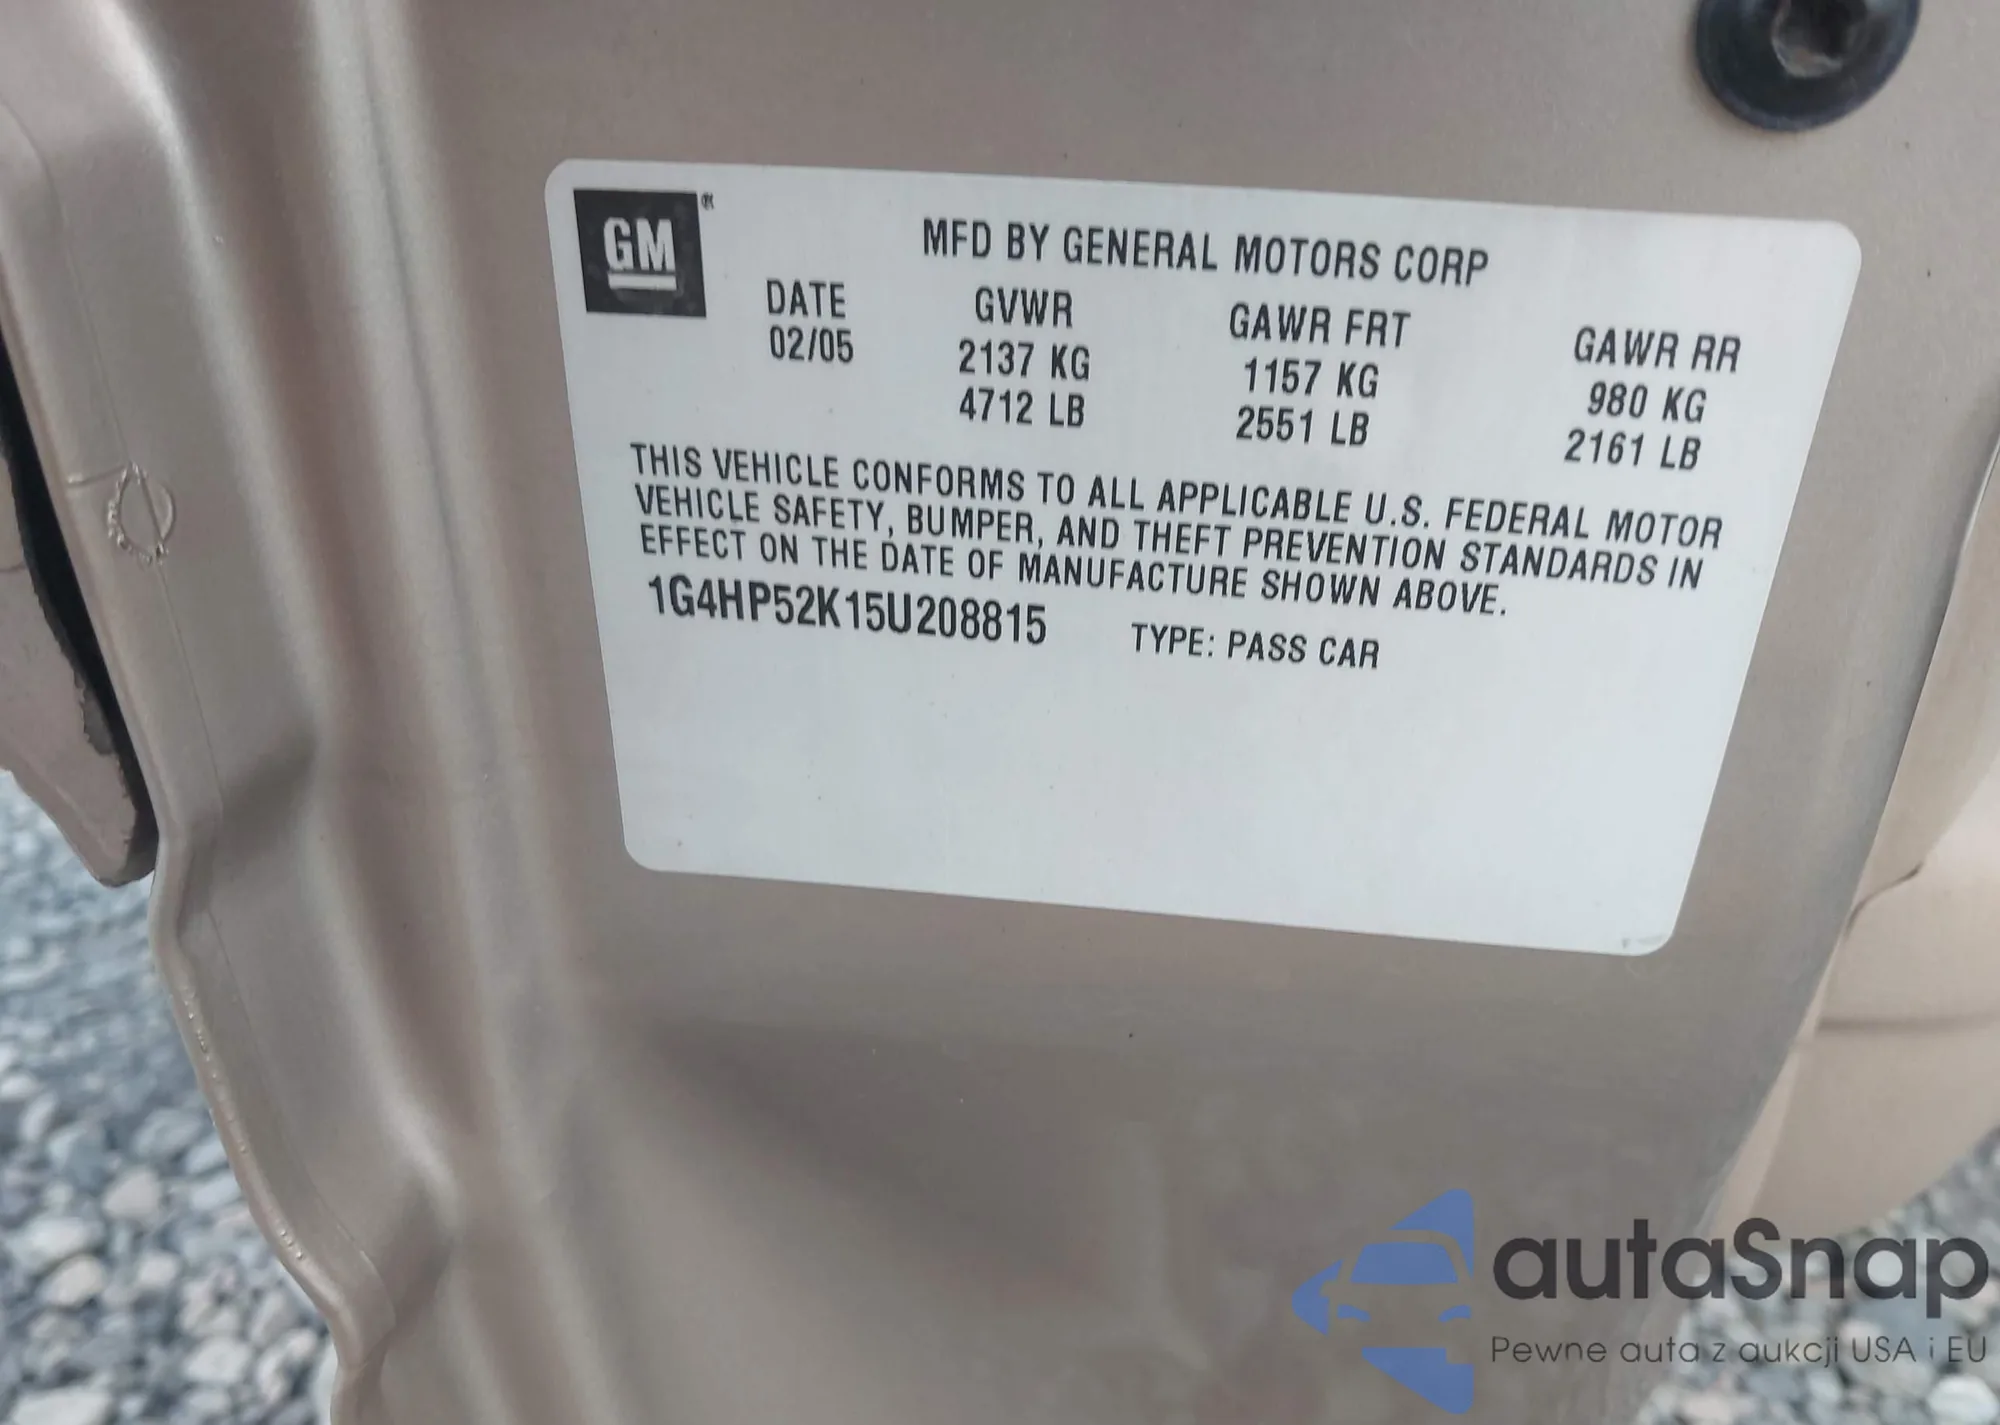 GM®
MFD BY GENERAL MOTORS CORP
DATE GVWR GAWR FRT GAWR RR
02/05 2137 KG 1157 KG 980 KG
4712 LB 2551 LB 2161 LB
THIS VEHICLE CONFORMS TO ALL APPLICABLE U.S. FEDERAL MOTOR
VEHICLE SAFETY, BUMPER, AND THEFT PREVENTION STANDARDS IN
EFFECT ON THE DATE OF MANUFACTURE SHOWN ABOVE.
1G4HP52K15U208815 TYPE: PASS CAR
autaSnap
Pewne auta z aukcji USA i EU